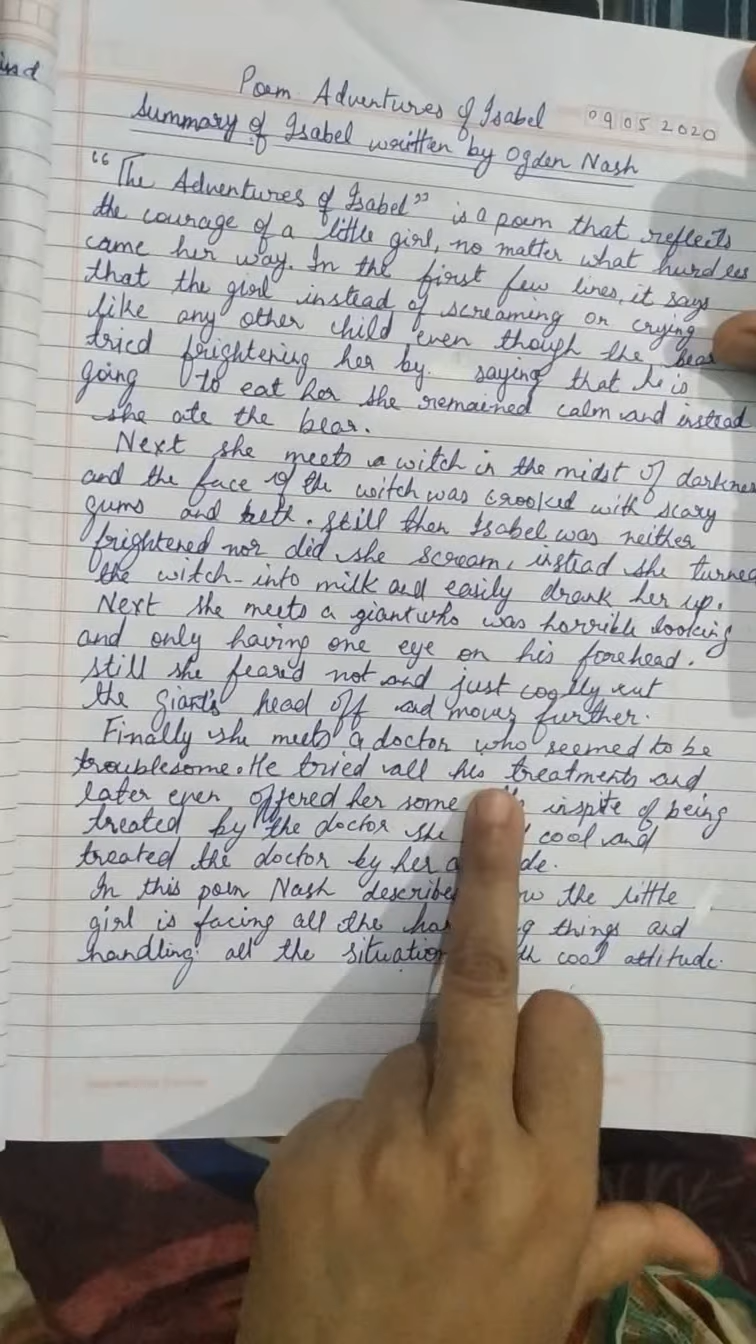 ind
Poem Adventures of Isabel
09 05 2020
Summary of Isabel written by Ogden Nash
"The Adventures of Isabel" is a poem that reflects
the courage of a little girl, no matter what hurdles
came her way. In the first few lines, it says
that the girl instead of screaming or crying
like any other child even though the bear
tried frightening her by saying that he is
going to eat her she remained calm and instead
she ate the bear.
Next she meets a witch in the midst of darknes
and the face of the witch was crooked with scary
gums and teeth. Still then Isabel was neither
frightened nor did she scream, instead she turned
the witch into milk and easily drank her up.
Next she meets a giant who was horrible looking
and only having one eye on his forehead.
still she feared not and just coolly cut
the giant's head off and moves further.
Finally she meets a doctor who seemed to be
troublesome. He tried all his treatments and
later even offered her some inspite of being
treated by the doctor she cool and
treated the doctor by her
In this poem Nash describes the little
girl is facing all the things and
handling all the situation cool attitude.